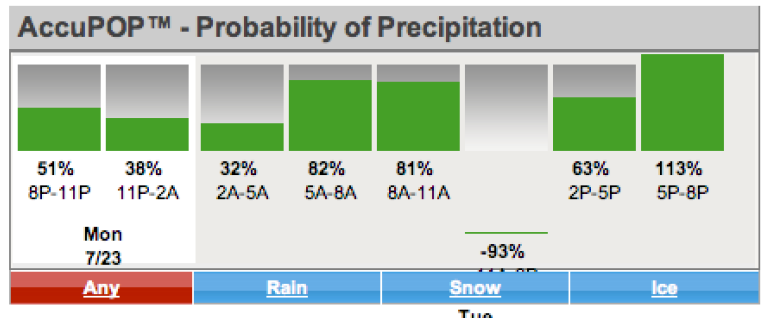 AccuPOP™ - Probability of Precipitation
51% 38% 32% 82% 81% 63% 113%
8P-11P 11P-2A 2A-5A 5A-8A 8A-11A 2P-5P 5P-8P
Mon
7/23
-93%
Any Rain Snow Ice
Tue